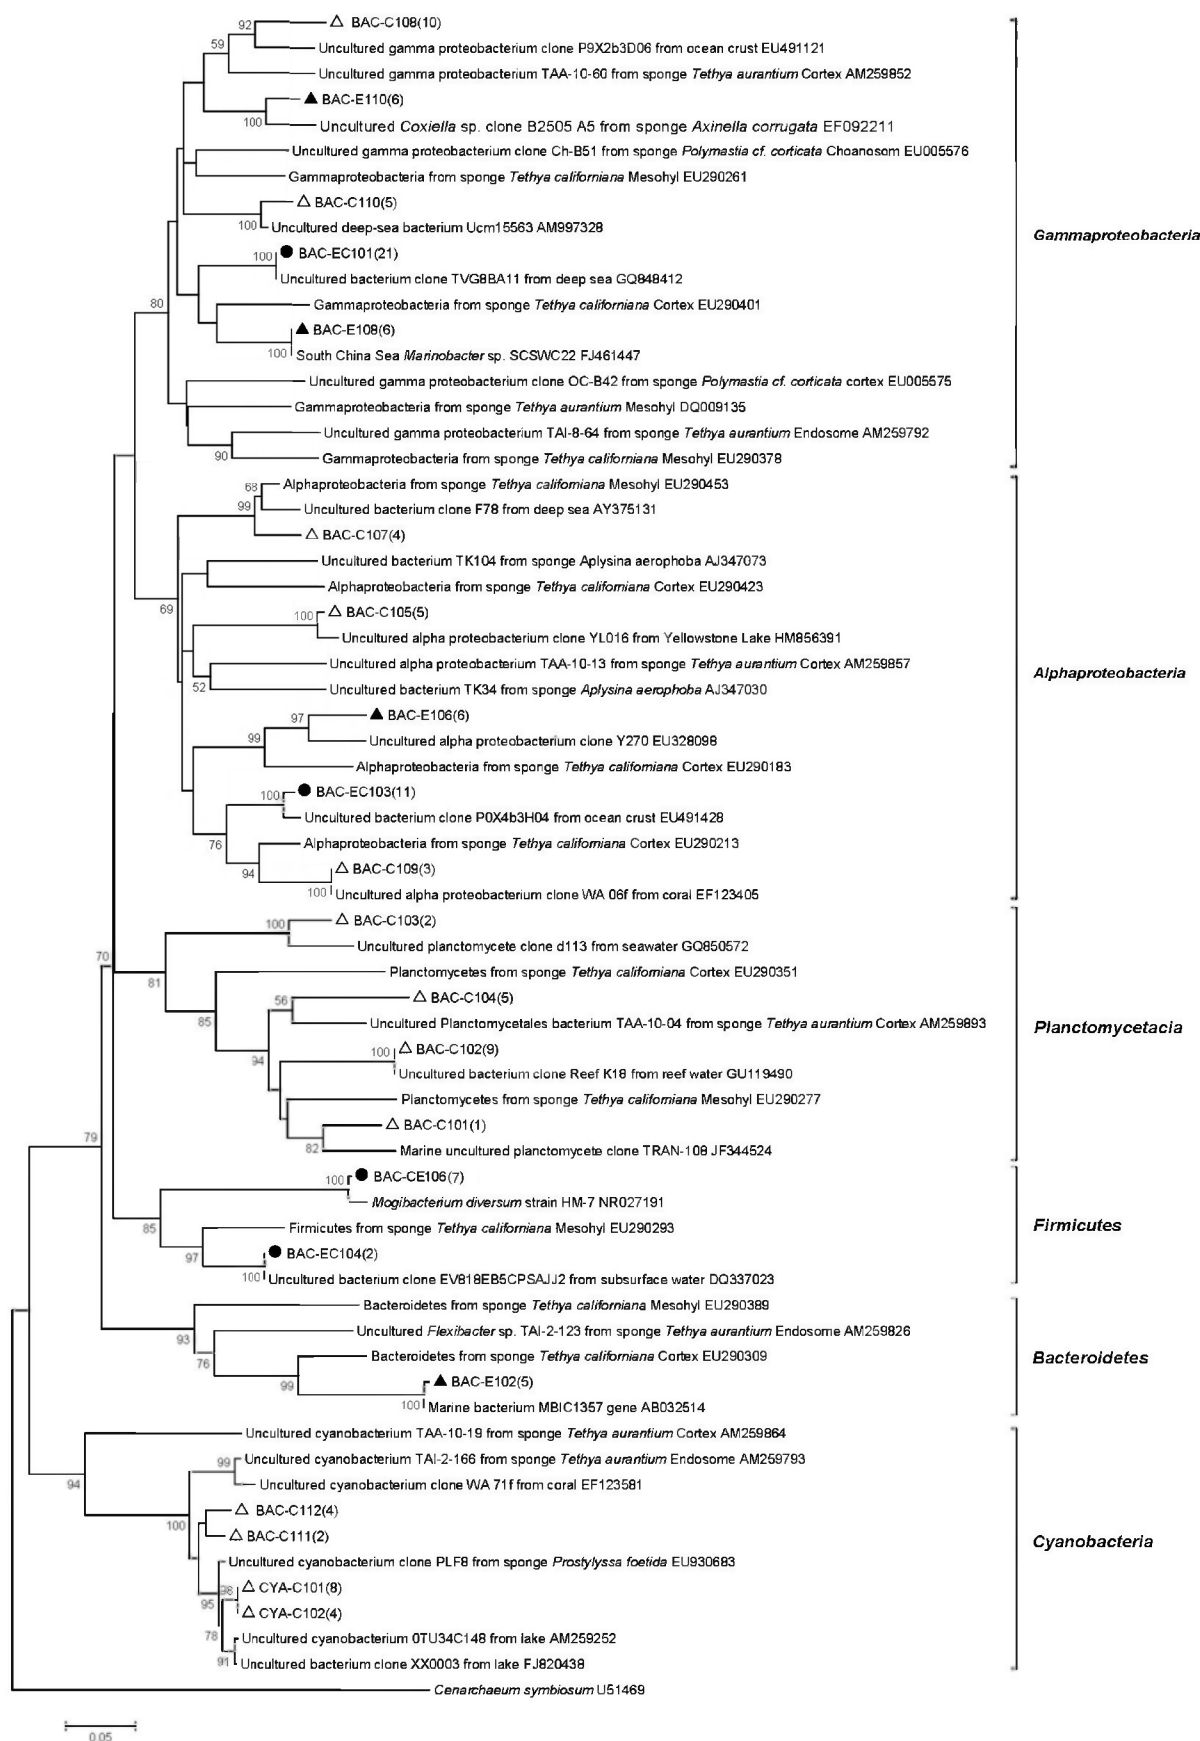 92
BAC-C108(10)
59
Uncultured gamma proteobacterium clone P9X2b3D06 from ocean crust EU491121
Uncultured gamma proteobacterium TAA-10-60 from sponge Tethya aurantium Cortex AM259852
BAC-E110(6)
100
Uncultured Coxiella sp. clone B2505 A5 from sponge Axinella corrugata EF092211
Uncultured gamma proteobacterium clone Ch-B51 from sponge Polymastia cf. corticata Choanosom EU005576
Gammaproteobacteria from sponge Tethya californiana Mesohyl EU290261
BAC-C110(5)
100
Uncultured deep-sea bacterium Ucm15563 AM997328
Gammaproteobacteria
100
BAC-EC101(21)
Uncultured bacterium clone TVG8BA11 from deep sea GQ848412
80
Gammaproteobacteria from sponge Tethya californiana Cortex EU290401
BAC-E108(6)
100
South China Sea Marinobacter sp. SCSWC22 FJ461447
Uncultured gamma proteobacterium clone OC-B42 from sponge Polymastia cf. corticata cortex EU005575
Gammaproteobacteria from sponge Tethya aurantium Mesohyl DQ009135
Uncultured gamma proteobacterium TAI-8-64 from sponge Tethya aurantium Endosome AM259792
90
Gammaproteobacteria from sponge Tethya californiana Mesohyl EU290378
68
Alphaproteobacteria from sponge Tethya californiana Mesohyl EU290453
99
Uncultured bacterium clone F78 from deep sea AY375131
BAC-C107(4)
Uncultured bacterium TK104 from sponge Aplysina aerophoba AJ347073
Alphaproteobacteria from sponge Tethya californiana Cortex EU290423
69
100
BAC-C105(5)
Uncultured alpha proteobacterium clone YL016 from Yellowstone Lake HM856391
Uncultured alpha proteobacterium TAA-10-13 from sponge Tethya aurantium Cortex AM259857
Alphaproteobacteria
52
Uncultured bacterium TK34 from sponge Aplysina aerophoba AJ347030
97
BAC-E106(6)
99
Uncultured alpha proteobacterium clone Y270 EU328098
Alphaproteobacteria from sponge Tethya californiana Cortex EU290183
100
BAC-EC103(11)
Uncultured bacterium clone P0X4b3H04 from ocean crust EU491428
76
Alphaproteobacteria from sponge Tethya californiana Cortex EU290213
94
BAC-C109(3)
100
Uncultured alpha proteobacterium clone WA 06f from coral EF123405
100
BAC-C103(2)
Uncultured planctomycete clone d113 from seawater GQ850572
70
81
Planctomycetes from sponge Tethya californiana Cortex EU290351
56
BAC-C104(5)
85
Uncultured Planctomycetales bacterium TAA-10-04 from sponge Tethya aurantium Cortex AM259893
Planctomycetacia
100
BAC-C102(9)
94
Uncultured bacterium clone Reef K18 from reef water GU119490
Planctomycetes from sponge Tethya californiana Mesohyl EU290277
BAC-C101(1)
79
82
Marine uncultured planctomycete clone TRAN-108 JF344524
100
BAC-CE106(7)
Mogibacterium diversum strain HM-7 NR027191
85
Firmicutes from sponge Tethya californiana Mesohyl EU290293
Firmicutes
97
BAC-EC104(2)
100
Uncultured bacterium clone EV818EB5CPSAJJ2 from subsurface water DQ337023
Bacteroidetes from sponge Tethya californiana Mesohyl EU290389
93
Uncultured Flexibacter sp. TAI-2-123 from sponge Tethya aurantium Endosome AM259826
76
Bacteroidetes from sponge Tethya californiana Cortex EU290309
Bacteroidetes
99
BAC-E102(5)
100
Marine bacterium MBIC1357 gene AB032514
Uncultured cyanobacterium TAA-10-19 from sponge Tethya aurantium Cortex AM259864
99
Uncultured cyanobacterium TAI-2-166 from sponge Tethya aurantium Endosome AM259793
94
Uncultured cyanobacterium clone WA 71f from coral EF123581
BAC-C112(4)
100
BAC-C111(2)
Cyanobacteria
Uncultured cyanobacterium clone PLF8 from sponge Prostylyssa foetida EU930683
CYA-C101(8)
95
CYA-C102(4)
78
Uncultured cyanobacterium 0TU34C148 from lake AM259252
91
Uncultured bacterium clone XX0003 from lake FJ820438
Cenarchaeum symbiosum U51469
0.05